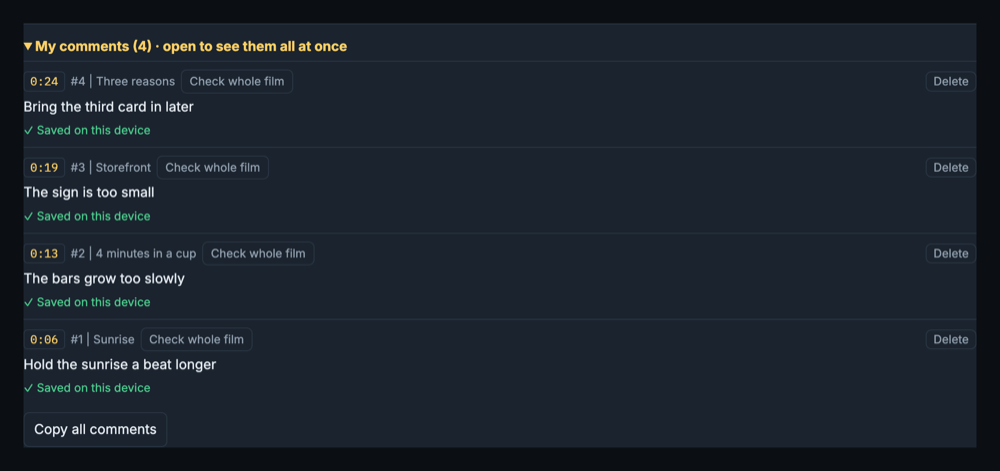 ▼ My comments (4) · open to see them all at once
0:24 #4 | Three reasons Check whole film Delete
Bring the third card in later
✓ Saved on this device
0:19 #3 | Storefront Check whole film Delete
The sign is too small
✓ Saved on this device
0:13 #2 | 4 minutes in a cup Check whole film Delete
The bars grow too slowly
✓ Saved on this device
0:06 #1 | Sunrise Check whole film Delete
Hold the sunrise a beat longer
✓ Saved on this device
Copy all comments